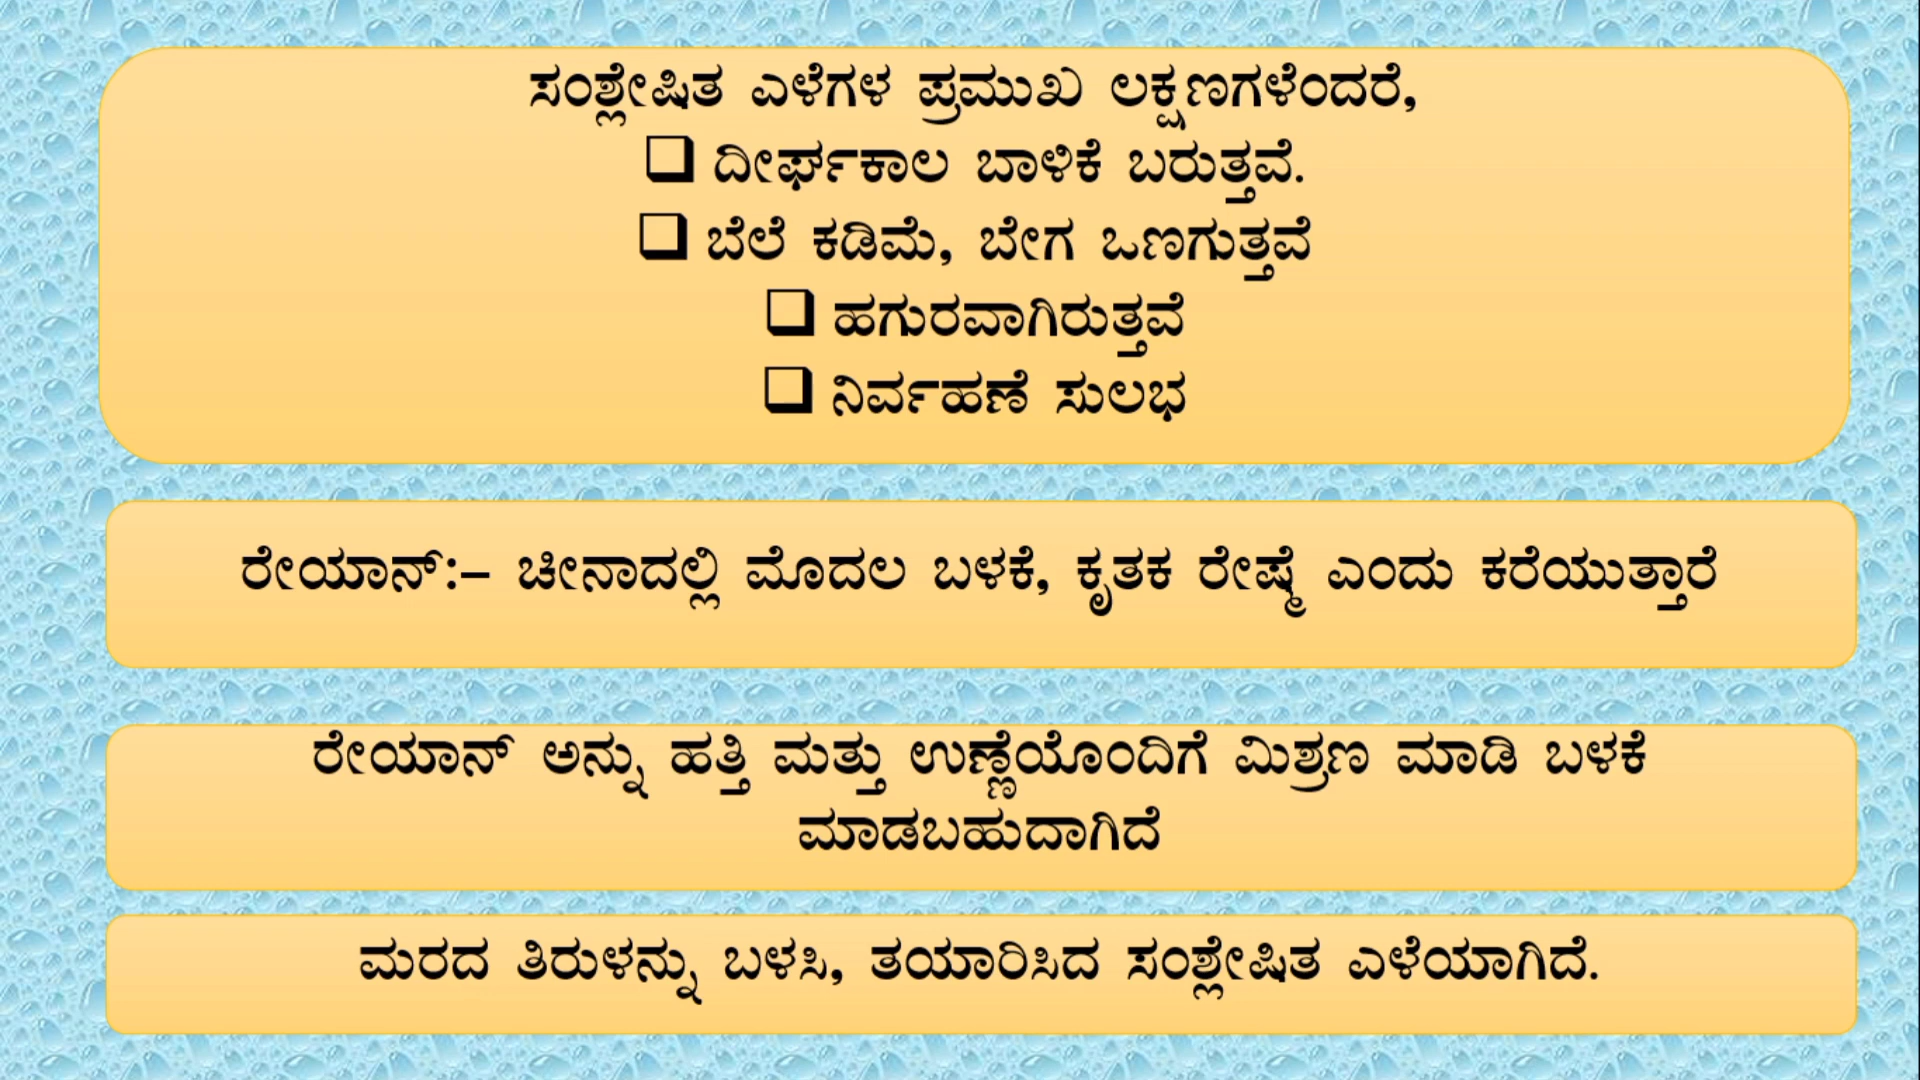 ಸಂಶ್ಲೇಷಿತ ಎಳೆಗಳ ಪ್ರಮುಖ ಲಕ್ಷಣಗಳೆಂದರೆ,
❑ ದೀರ್ಘಕಾಲ ಬಾಳಿಕೆ ಬರುತ್ತವೆ.
❑ ಬೆಲೆ ಕಡಿಮೆ, ಬೇಗ ಒಣಗುತ್ತವೆ
❑ ಹಗುರವಾಗಿರುತ್ತವೆ
❑ ನಿರ್ವಹಣೆ ಸುಲಭ
ರೇಯಾನ್:– ಚೀನಾದಲ್ಲಿ ಮೊದಲ ಬಳಕೆ, ಕೃತಕ ರೇಷ್ಮೆ ಎಂದು ಕರೆಯುತ್ತಾರೆ
ರೇಯಾನ್ ಅನ್ನು ಹತ್ತಿ ಮತ್ತು ಉಣ್ಣೆಯೊಂದಿಗೆ ಮಿಶ್ರಣ ಮಾಡಿ ಬಳಕೆ
ಮಾಡಬಹುದಾಗಿದೆ
ಮರದ ತಿರುಳನ್ನು ಬಳಸಿ, ತಯಾರಿಸಿದ ಸಂಶ್ಲೇಷಿತ ಎಳೆಯಾಗಿದೆ.